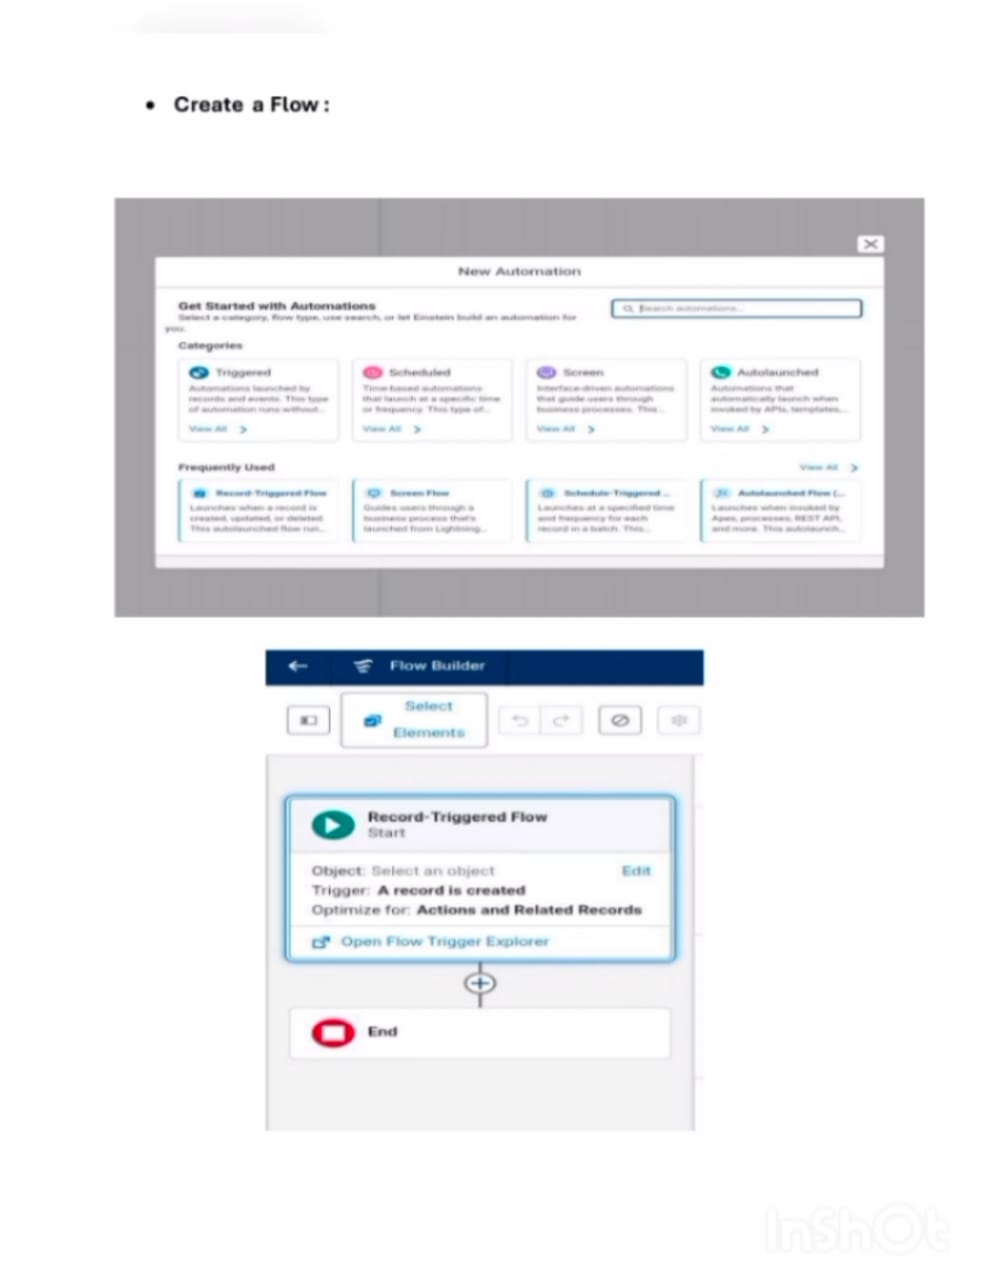 • Create a Flow :
New Automation
Get Started with Automations
Search automations...
Select a category, flow type, use search, or let Einstein build an automation for
you.
Categories
Triggered
Automations launched by
records and events. This type
of automation runs without...
View All
Scheduled
Time-based automations
that launch at a specific time
or frequency. This type of...
View All
Screen
Interface-driven automations
that guide users through
business processes. This...
View All
Autolaunched
Automations that
automatically launch when
invoked by APIs, templates,...
View All
Frequently Used
View All
Record-Triggered Flow
Launches when a record is
created, updated, or deleted.
This autolaunched flow run...
Screen Flow
Guides users through a
business process that's
launched from Lightning...
Schedule-Triggered ...
Launches at a specified time
and frequency for each
record in a batch. This...
Autolaunched Flow (...
Launches when invoked by
Apex, processes, REST API,
and more. This autolaunch...
Flow Builder
Select
Elements
Record-Triggered Flow
Start
Object: Select an object
Edit
Trigger: A record is created
Optimize for: Actions and Related Records
Open Flow Trigger Explorer
End
InShOt